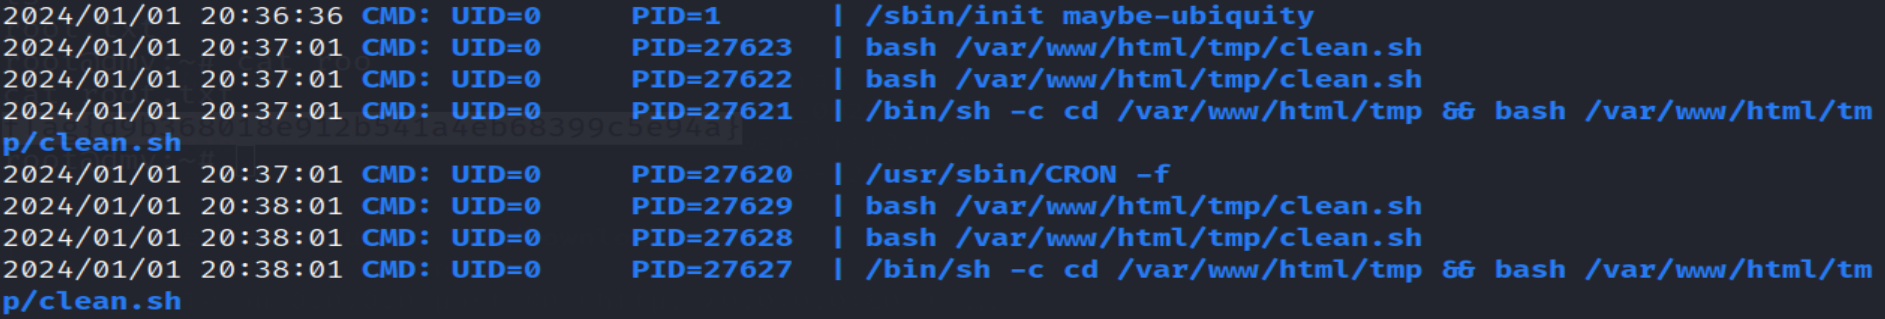 2024/01/01 20:36:36 CMD: UID=0     PID=1      | /sbin/init maybe-ubiquity
2024/01/01 20:37:01 CMD: UID=0     PID=27623  | bash /var/www/html/tmp/clean.sh
2024/01/01 20:37:01 CMD: UID=0     PID=27622  | bash /var/www/html/tmp/clean.sh
2024/01/01 20:37:01 CMD: UID=0     PID=27621  | /bin/sh -c cd /var/www/html/tmp && bash /var/www/html/tm
p/clean.sh
2024/01/01 20:37:01 CMD: UID=0     PID=27620  | /usr/sbin/CRON -f
2024/01/01 20:38:01 CMD: UID=0     PID=27629  | bash /var/www/html/tmp/clean.sh
2024/01/01 20:38:01 CMD: UID=0     PID=27628  | bash /var/www/html/tmp/clean.sh
2024/01/01 20:38:01 CMD: UID=0     PID=27627  | /bin/sh -c cd /var/www/html/tmp && bash /var/www/html/tm
p/clean.sh